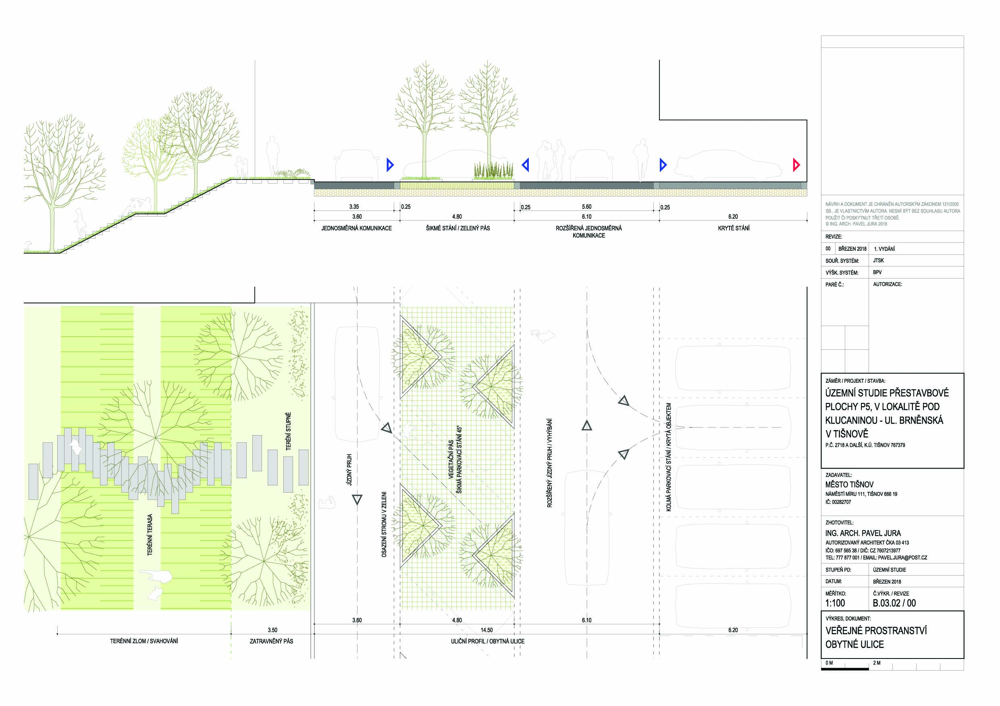 3.35
0.25
0.25
5.60
0.25
3.60
4.80
6.10
6.20
JEDNOSMĚRNÁ KOMUNIKACE
ŠIKMÉ STÁNÍ / ZELENÝ PÁS
ROZŠÍŘENÁ JEDNOSMĚRNÁ
KOMUNIKACE
KRYTÉ STÁNÍ
TERÉNNÍ TERASA
TERÉNÍ STUPNĚ
JÍZDNÝ PRUH
OSAZENÍ STROMU V ZELENI
VEGETAČNÍ PÁS
ŠIKMÁ PARKOVACÍ STÁNÍ 45°
ROZŠÍŘENÝ JÍZDNÝ PRUH / VYHÝBÁNÍ
KOLMÁ PARKOVACÍ STÁNÍ / KRYTÁ OBJEKTEM
3.60
4.80
6.10
3.50
14.50
6.20
TERÉNNÍ ZLOM / SVAHOVÁNÍ
ZATRAVNĚNÝ PÁS
ULIČNÍ PROFIL / OBYTNÁ ULICE
NÁVRH A DOKUMENT JE CHRÁNĚN AUTORSKÝM ZÁKONEM 121/2000
SB., JE VLASTNICTVÍM AUTORA. NESMÍ BÝT BEZ SOUHLASU AUTORA
POUŽIT ČI POSKYTNUT TŘETÍ OSOBĚ.
© ING. ARCH. PAVEL JURA 2018
REVIZE:
00 BŘEZEN 2018 1. VYDÁNÍ
SOUŘ. SYSTÉM: JTSK
VÝŠK. SYSTÉM: BPV
PARÉ Č.: AUTORIZACE:
ZÁMĚR / PROJEKT / STAVBA:
ÚZEMNÍ STUDIE PŘESTAVBOVÉ
PLOCHY P5, V LOKALITĚ POD
KLUCANINOU - UL. BRNĚNSKÁ
V TIŠNOVĚ
P.Č. 2718 A DALŠÍ, K.Ú. TIŠNOV 767379
ZADAVATEL:
MĚSTO TIŠNOV
NÁMĚSTÍ MÍRU 111, TIŠNOV 666 19
IČ: 00282707
ZHOTOVITEL:
ING. ARCH. PAVEL JURA
AUTORIZOVANÝ ARCHITEKT ČKA 03 413
IČO: 697 565 38 / DIČ: CZ 7607213977
TEL: 777 877 001 / EMAIL: PAVEL.JURA@POST.CZ
STUPEŇ PD: ÚZEMNÍ STUDIE
DATUM: BŘEZEN 2018
MĚŘÍTKO: Č.VÝKR. / REVIZE
1:100 B.03.02 / 00
VÝKRES, DOKUMENT:
VEŘEJNÉ PROSTRANSTVÍ
OBYTNÉ ULICE
0 M 2 M